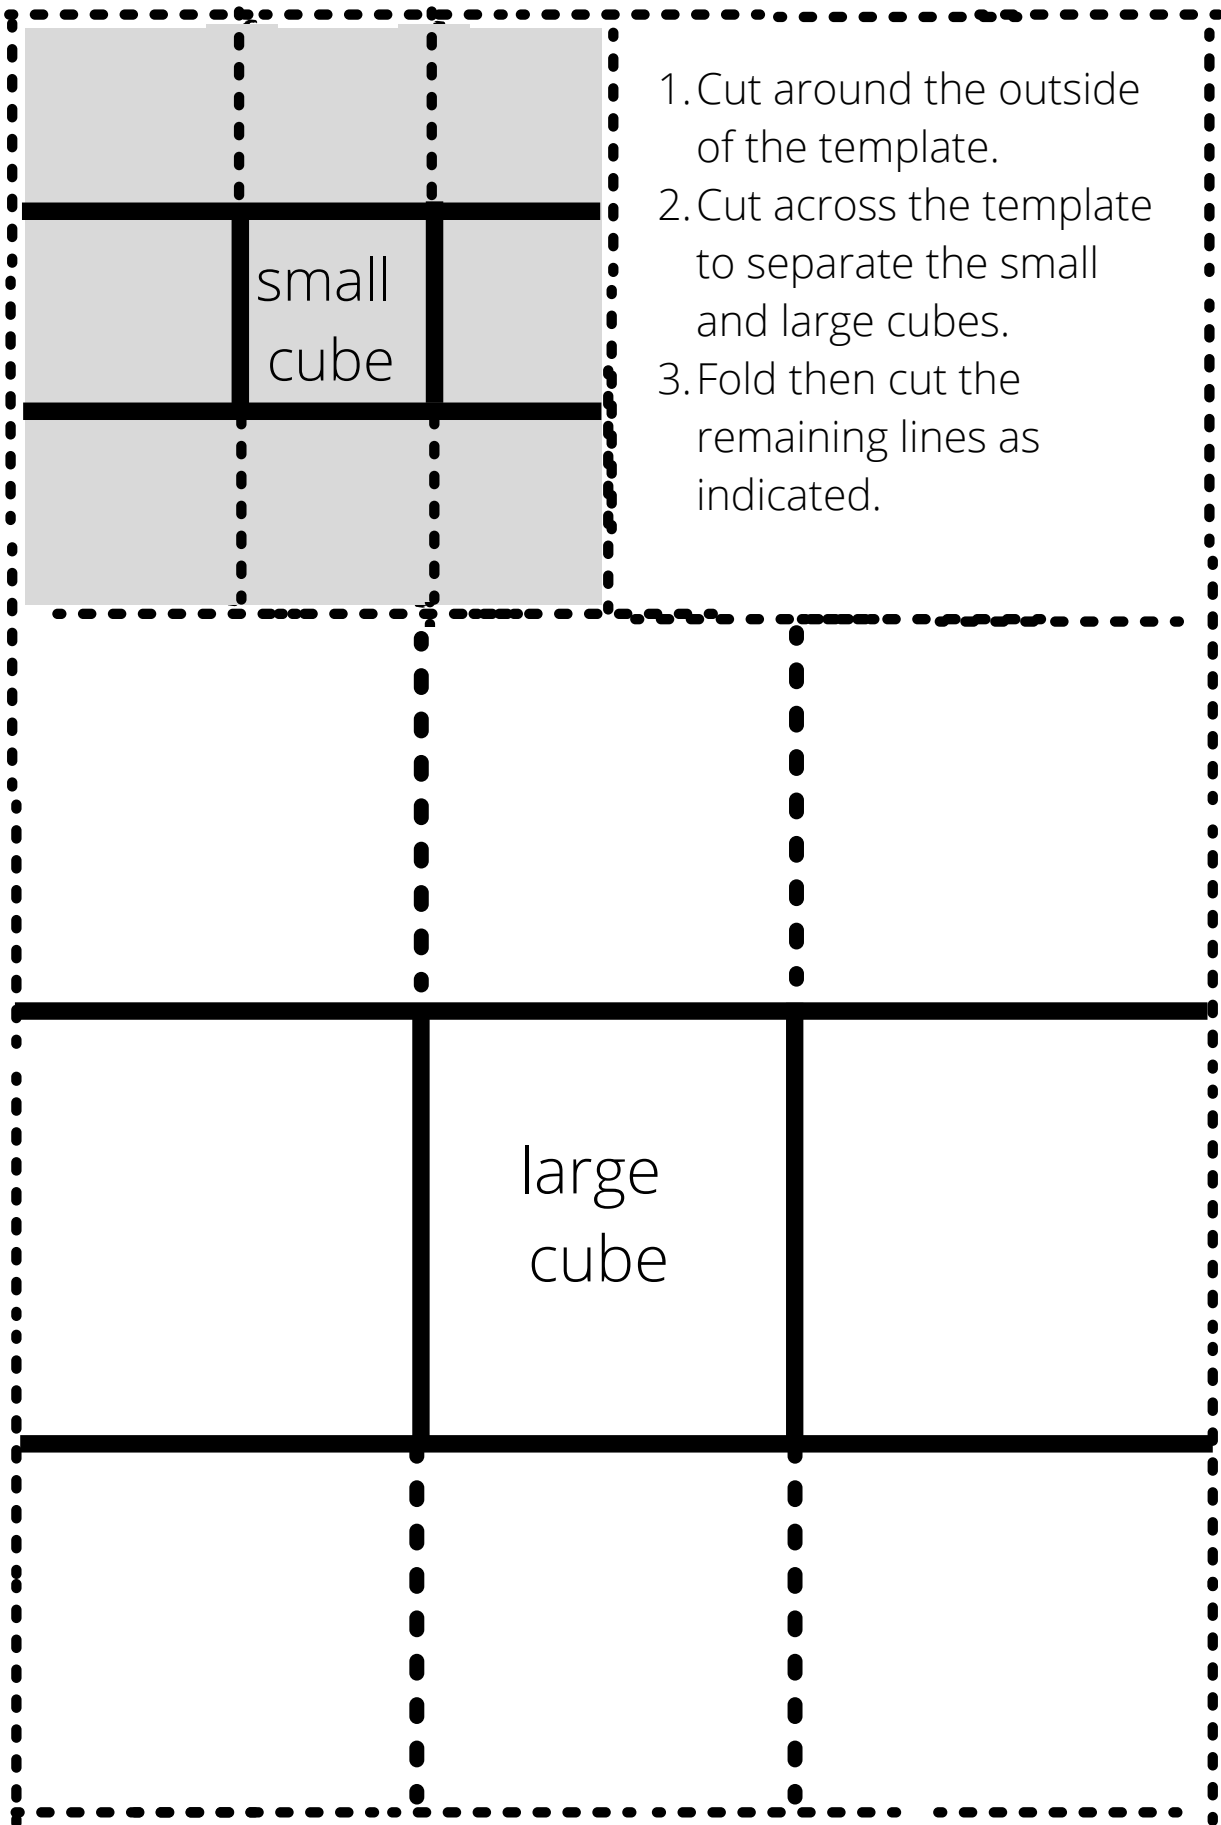 small
cube
1. Cut around the outside
of the template.
2. Cut across the template
to separate the small
and large cubes.
3. Fold then cut the
remaining lines as
indicated.
large
cube